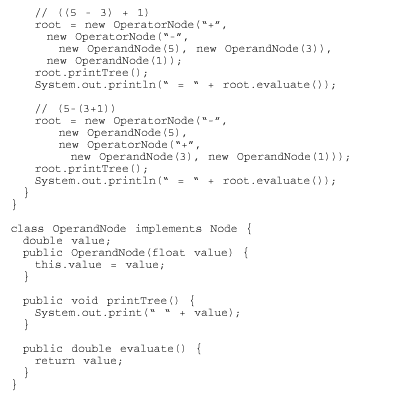 // ((5 - 3) + 1)
root = new OperatorNode(“+”,
new OperatorNode(“-”,
new OperandNode(5), new OperandNode(3)),
new OperandNode(1));
root.printTree();
System.out.println(“ = “ + root.evaluate());
// (5-(3+1))
root = new OperatorNode(“-”,
new OperandNode(5),
new OperatorNode(“+”,
new OperandNode(3), new OperandNode(1)));
root.printTree();
System.out.println(“ = “ + root.evaluate());
}
}
class OperandNode implements Node {
double value;
public OperandNode(float value) {
this.value = value;
}
public void printTree() {
System.out.print(“ “ + value);
}
public double evaluate() {
return value;
}
}